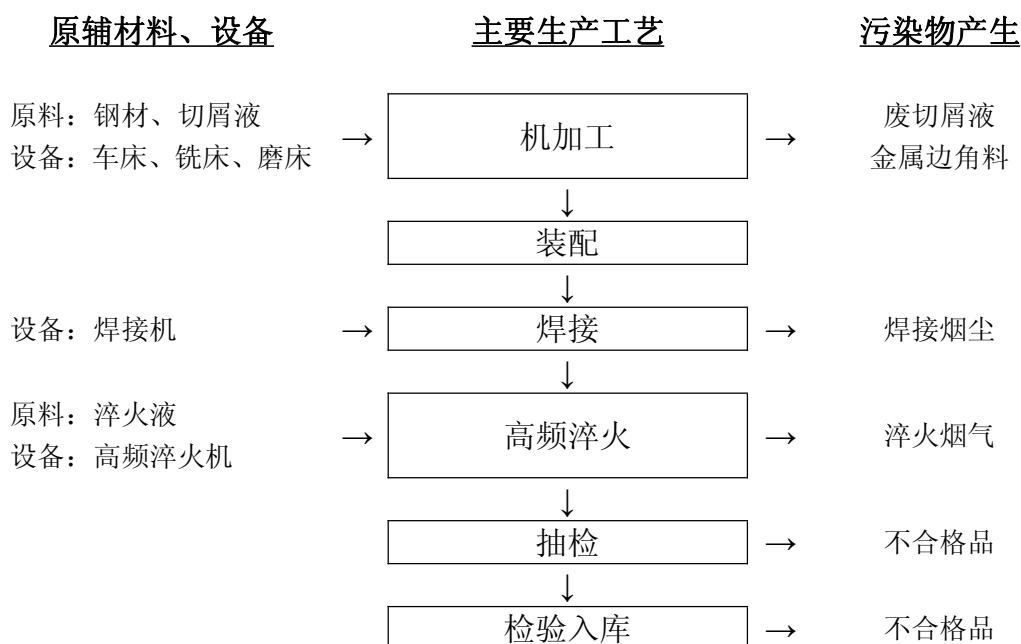 原辅材料、设备 主要生产工艺 污染物产生
原料：钢材、切屑液
设备：车床、铣床、磨床
→ 机加工 →
废切屑液
金属边角料
↓
装配
↓
设备：焊接机 → 焊接 → 焊接烟尘
↓
原料：淬火液
设备：高频淬火机
→ 高频淬火 → 淬火烟气
↓
抽检 → 不合格品
↓
检验入库 → 不合格品